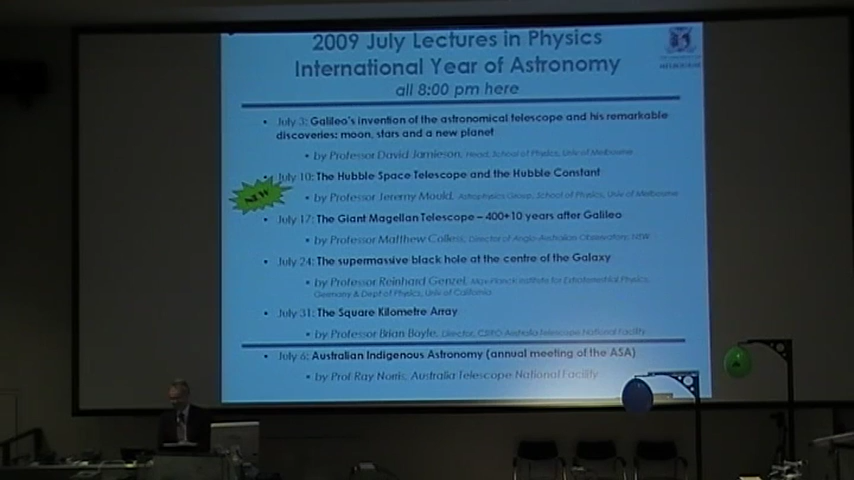 2009 July Lectures in Physics
International Year of Astronomy
all 8:00 pm here
MELBOURNE
• July 3: Galileo's invention of the astronomical telescope and his remarkable
discoveries: moon, stars and a new planet
• by Professor David Jamieson, Head, School of Physics, Univ of Melbourne
• July 10: The Hubble Space Telescope and the Hubble Constant
NEW
• by Professor Jeremy Mould, Astrophysics Group, School of Physics, Univ of Melbourne
• July 17: The Giant Magellan Telescope – 400+10 years after Galileo
• by Professor Matthew Colless, Director of Anglo-Australian Observatory, NSW
• July 24: The supermassive black hole at the centre of the Galaxy
• by Professor Reinhard Genzel, Max-Planck Institute for Extraterrestrial Physics,
Germany & Dept of Physics, Univ of California
• July 31: The Square Kilometre Array
• by Professor Brian Boyle, Director, CSIRO Australia Telescope National Facility
• July 6: Australian Indigenous Astronomy (annual meeting of the ASA)
• by Prof Ray Norris, Australia Telescope National Facility